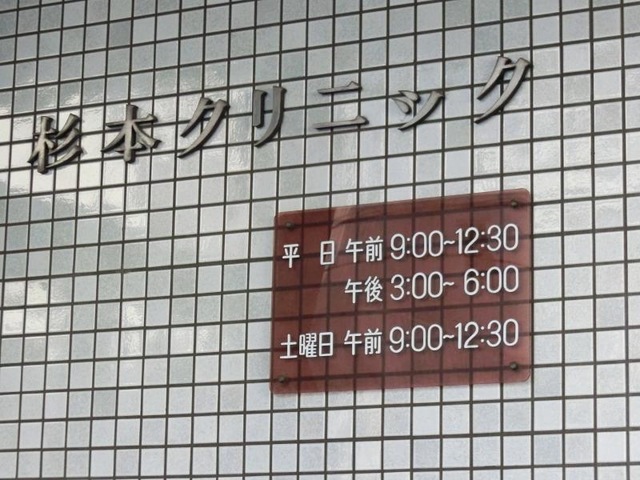 杉本クリニック
平 日 午前 9:00~12:30
午後 3:00~ 6:00
土曜日 午前 9:00~12:30